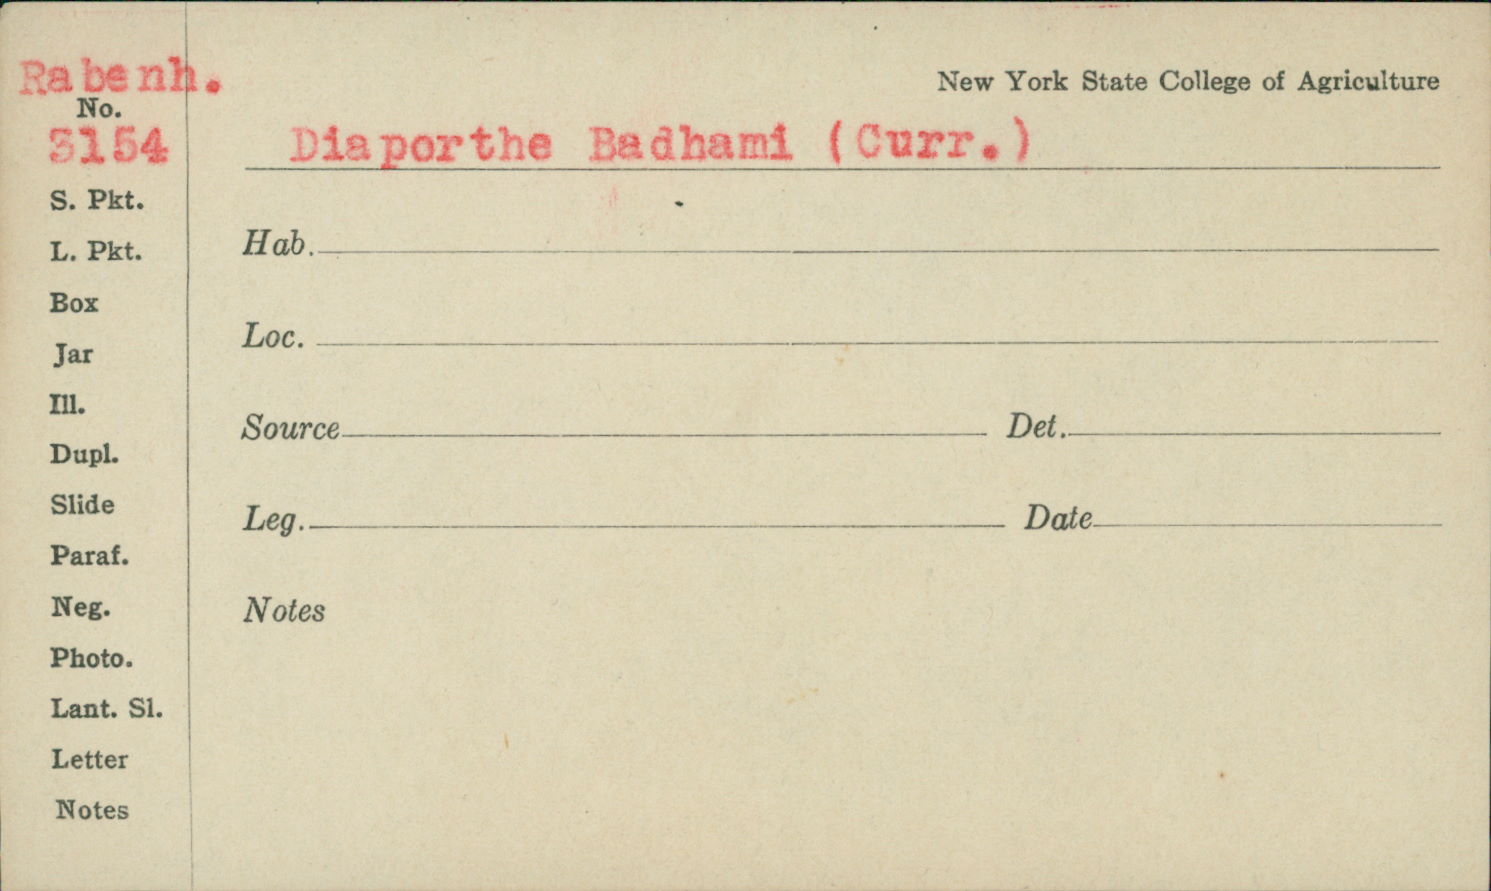 Rabenh.
New York State College of Agriculture
No.
3154
Diaporthe Badhami (Curr.)
S. Pkt.
L. Pkt.
Box
Jar
Ill.
Dupl.
Slide
Paraf.
Neg.
Photo.
Lant. Sl.
Letter
Notes
Hab.
Loc.
Source Det.
Leg. Date
Notes